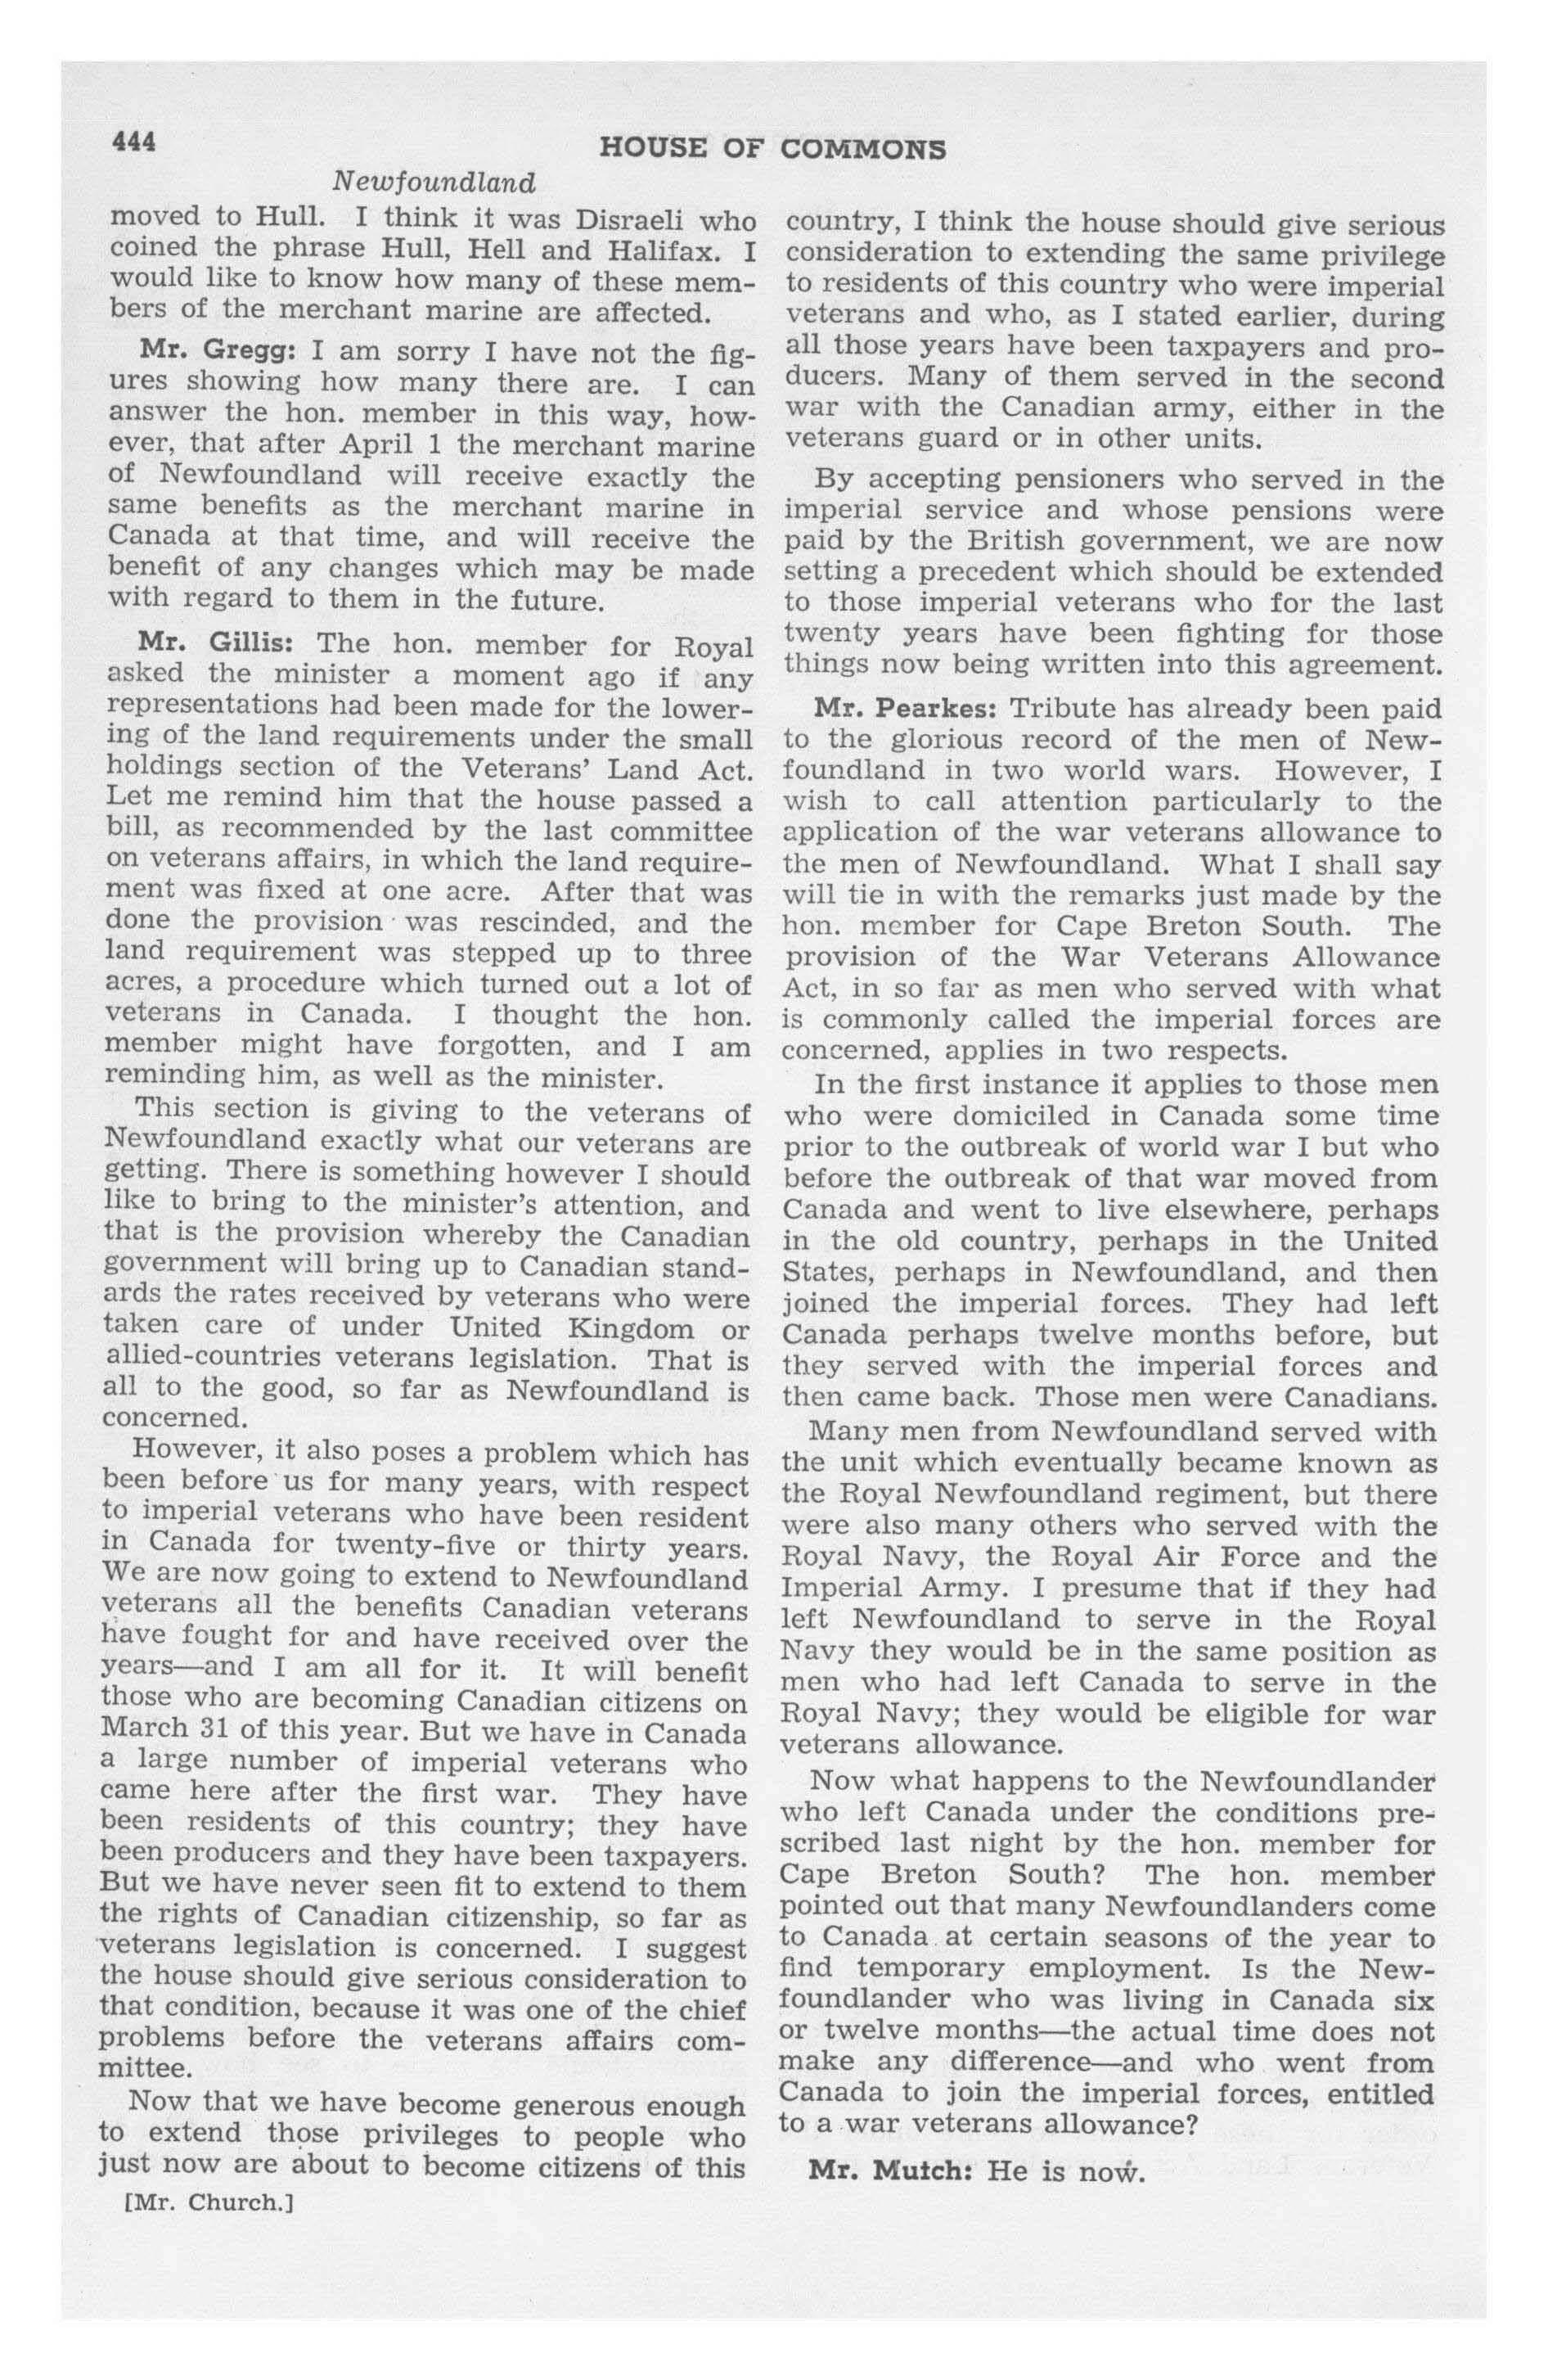 444
HOUSE OF COMMONS
Newfoundland
moved to Hull. I think it was Disraeli who
coined the phrase Hull, Hell and Halifax. I
would like to know how many of these mem-
bers of the merchant marine are affected.
Mr. Gregg: I am sorry I have not the fig-
ures showing how many there are. I can
answer the hon. member in this way, how-
ever, that after April 1 the merchant marine
of Newfoundland will receive exactly the
same benefits as the merchant marine in
Canada at that time, and will receive the
benefit of any changes which may be made
with regard to them in the future.
Mr. Gillis: The hon. member for Royal
asked the minister a moment ago if any
representations had been made for the lower-
ing of the land requirements under the small
holdings section of the Veterans' Land Act.
Let me remind him that the house passed a
bill, as recommended by the last committee
on veterans affairs, in which the land require-
ment was fixed at one acre. After that was
done the provision was rescinded, and the
land requirement was stepped up to three
acres, a procedure which turned out a lot of
veterans in Canada. I thought the hon.
member might have forgotten, and I am
reminding him, as well as the minister.
This section is giving to the veterans of
Newfoundland exactly what our veterans are
getting. There is something however I should
like to bring to the minister's attention, and
that is the provision whereby the Canadian
government will bring up to Canadian stand-
ards the rates received by veterans who were
taken care of under United Kingdom or
allied-countries veterans legislation. That is
all to the good, so far as Newfoundland is
concerned.
However, it also poses a problem which has
been before us for many years, with respect
to imperial veterans who have been resident
in Canada for twenty-five or thirty years.
We are now going to extend to Newfoundland
veterans all the benefits Canadian veterans
have fought for and have received over the
years—and I am all for it. It will benefit
those who are becoming Canadian citizens on
March 31 of this year. But we have in Canada
a large number of imperial veterans who
came here after the first war. They have
been residents of this country; they have
been producers and they have been taxpayers.
But we have never seen fit to extend to them
the rights of Canadian citizenship, so far as
veterans legislation is concerned. I suggest
the house should give serious consideration to
that condition, because it was one of the chief
problems before the veterans affairs com-
mittee.
Now that we have become generous enough
to extend those privileges to people who
just now are about to become citizens of this
[Mr. Church.]
country, I think the house should give serious
consideration to extending the same privilege
to residents of this country who were imperial
veterans and who, as I stated earlier, during
all those years have been taxpayers and pro-
ducers. Many of them served in the second
war with the Canadian army, either in the
veterans guard or in other units.
By accepting pensioners who served in the
imperial service and whose pensions were
paid by the British government, we are now
setting a precedent which should be extended
to those imperial veterans who for the last
twenty years have been fighting for those
things now being written into this agreement.
Mr. Pearkes: Tribute has already been paid
to the glorious record of the men of New-
foundland in two world wars. However, I
wish to call attention particularly to the
application of the war veterans allowance to
the men of Newfoundland. What I shall say
will tie in with the remarks just made by the
hon. member for Cape Breton South. The
provision of the War Veterans Allowance
Act, in so far as men who served with what
is commonly called the imperial forces are
concerned, applies in two respects.
In the first instance it applies to those men
who were domiciled in Canada some time
prior to the outbreak of world war I but who
before the outbreak of that war moved from
Canada and went to live elsewhere, perhaps
in the old country, perhaps in the United
States, perhaps in Newfoundland, and then
joined the imperial forces. They had left
Canada perhaps twelve months before, but
they served with the imperial forces and
then came back. Those men were Canadians.
Many men from Newfoundland served with
the unit which eventually became known as
the Royal Newfoundland regiment, but there
were also many others who served with the
Royal Navy, the Royal Air Force and the
Imperial Army. I presume that if they had
left Newfoundland to serve in the Royal
Navy they would be in the same position as
men who had left Canada to serve in the
Royal Navy; they would be eligible for war
veterans allowance.
Now what happens to the Newfoundlander
who left Canada under the conditions pre-
scribed last night by the hon. member for
Cape Breton South? The hon. member
pointed out that many Newfoundlanders come
to Canada at certain seasons of the year to
find temporary employment. Is the New-
foundlander who was living in Canada six
or twelve months—the actual time does not
make any difference—and who went from
Canada to join the imperial forces, entitled
to a war veterans allowance?
Mr. Mutch: He is now.